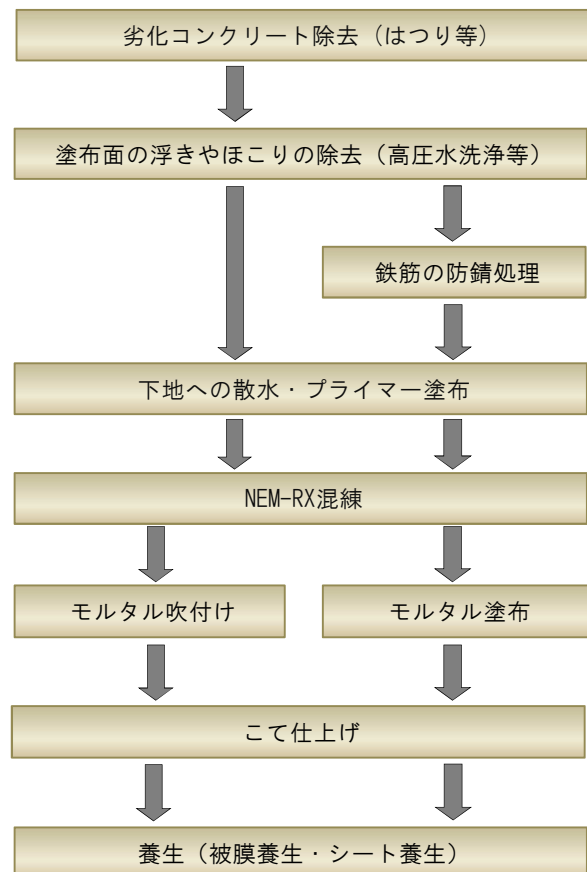 劣化コンクリート除去（はつり等）
塗布面の浮きやほこりの除去（高圧水洗浄等）
鉄筋の防錆処理
下地への散水・プライマー塗布
NEM-RX混練
モルタル吹付け
モルタル塗布
こて仕上げ
養生（被膜養生・シート養生）